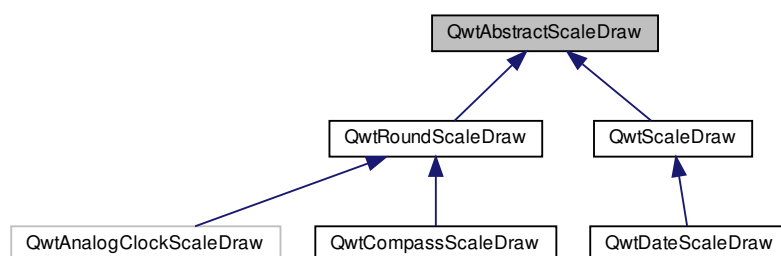 QwtAbstractScaleDraw
QwtRoundScaleDraw
QwtScaleDraw
QwtAnalogClockScaleDraw
QwtCompassScaleDraw
QwtDateScaleDraw